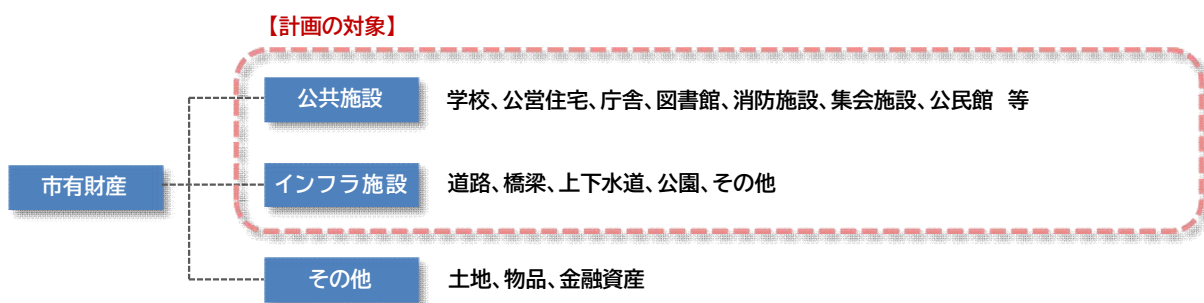 【計画の対象】
公共施設 学校、公営住宅、庁舎、図書館、消防施設、集会施設、公民館 等
市有財産 インフラ施設 道路、橋梁、上下水道、公園、その他
その他 土地、物品、金融資産